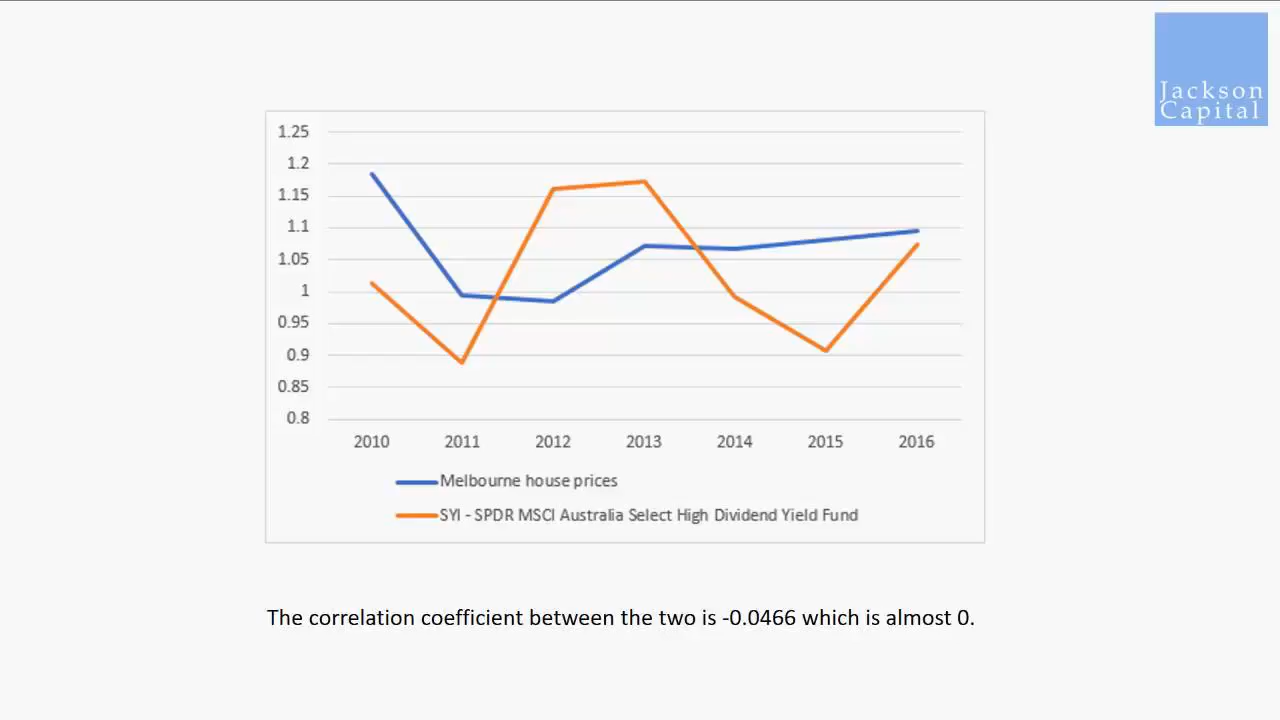 Jackson
Capital
1.25
1.2
1.15
1.1
1.05
1
0.95
0.9
0.85
0.8
2010 2011 2012 2013 2014 2015 2016
Melbourne house prices
SYI - SPDR MSCI Australia Select High Dividend Yield Fund
The correlation coefficient between the two is -0.0466 which is almost 0.